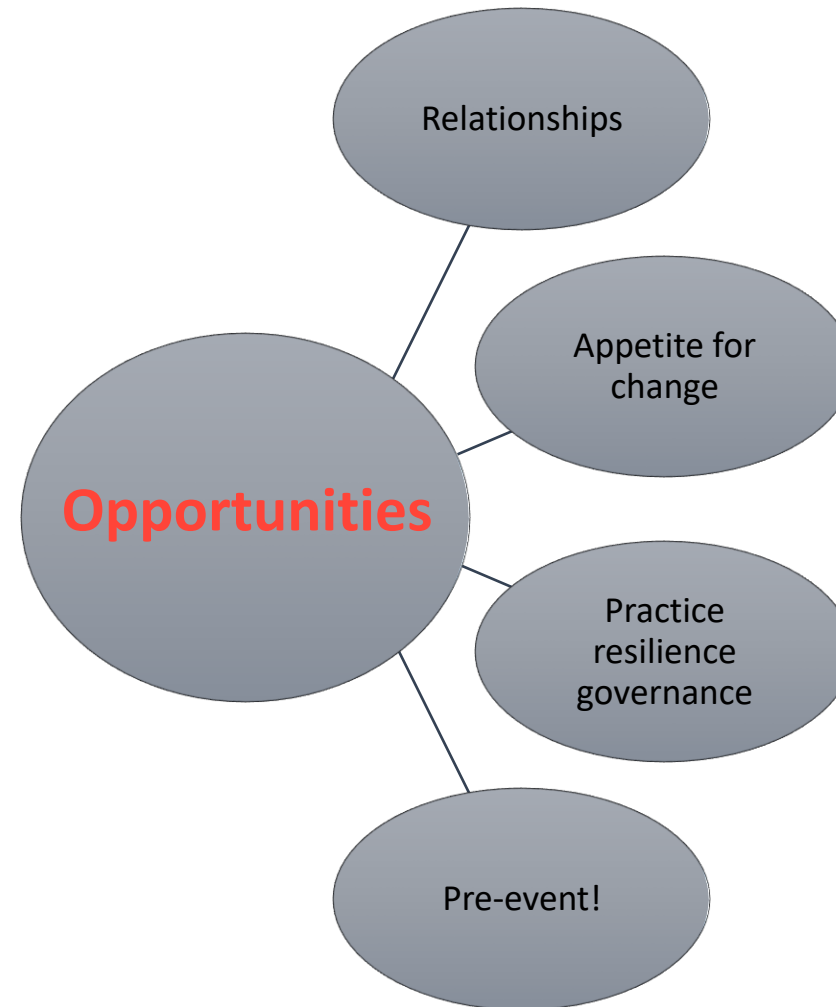 Relationships
Appetite for
change
Opportunities
Practice
resilience
governance
Pre-event!